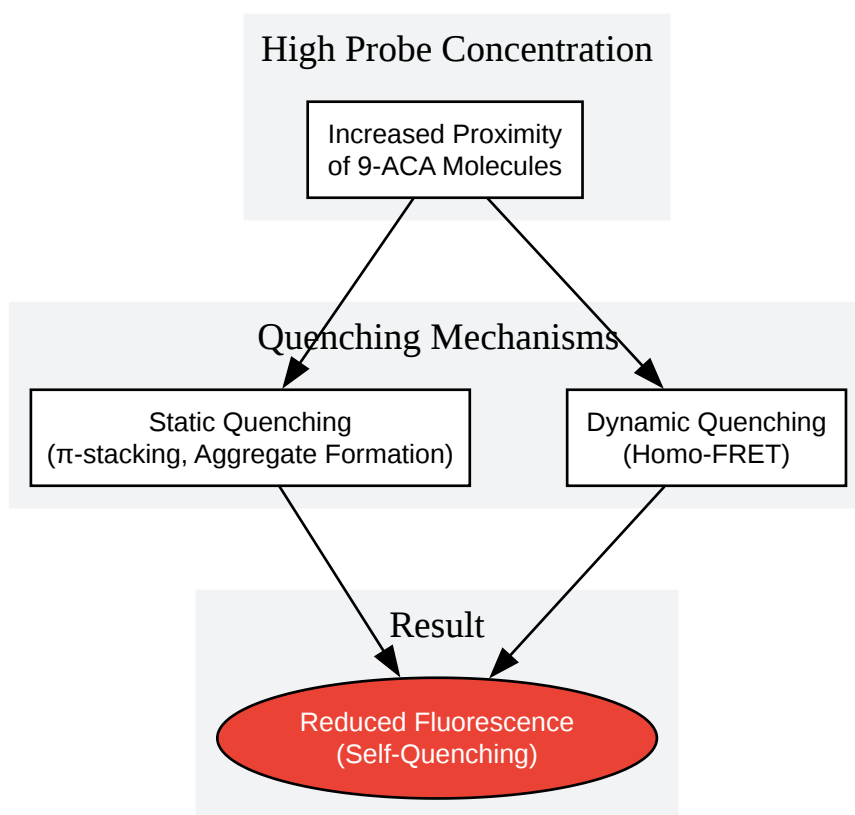 High Probe Concentration
Increased Proximity
of 9-ACA Molecules
Quenching Mechanisms
Static Quenching
(π-stacking, Aggregate Formation)
Dynamic Quenching
(Homo-FRET)
Result
Reduced Fluorescence
(Self-Quenching)